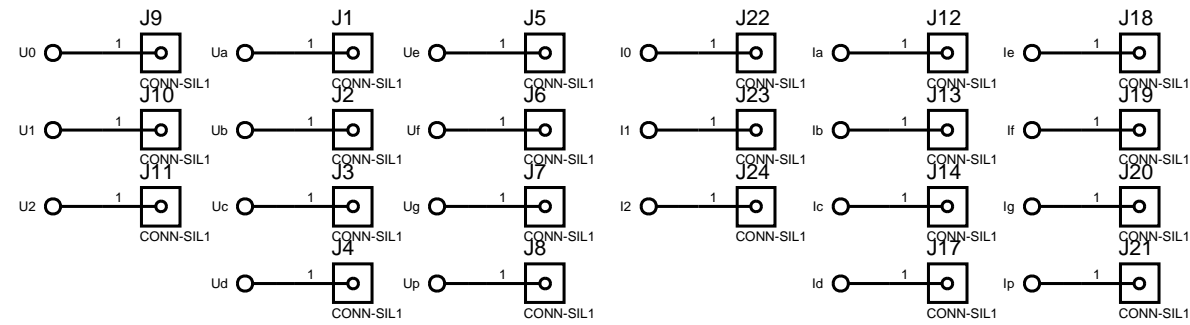 J9 J1 J5 J22 J12 J18
U0 1 Ua 1 Ue 1 I0 1 Ia 1 Ie 1
CONN-SIL1 CONN-SIL1 CONN-SIL1 CONN-SIL1 CONN-SIL1 CONN-SIL1
J10 J2 J6 J23 J13 J19
U1 1 Ub 1 Uf 1 I1 1 Ib 1 If 1
CONN-SIL1 CONN-SIL1 CONN-SIL1 CONN-SIL1 CONN-SIL1 CONN-SIL1
J11 J3 J7 J24 J14 J20
U2 1 Uc 1 Ug 1 I2 1 Ic 1 Ig 1
CONN-SIL1 CONN-SIL1 CONN-SIL1 CONN-SIL1 CONN-SIL1 CONN-SIL1
J4 J8 J17 J21
Ud 1 Up 1 Id 1 Ip 1
CONN-SIL1 CONN-SIL1 CONN-SIL1 CONN-SIL1